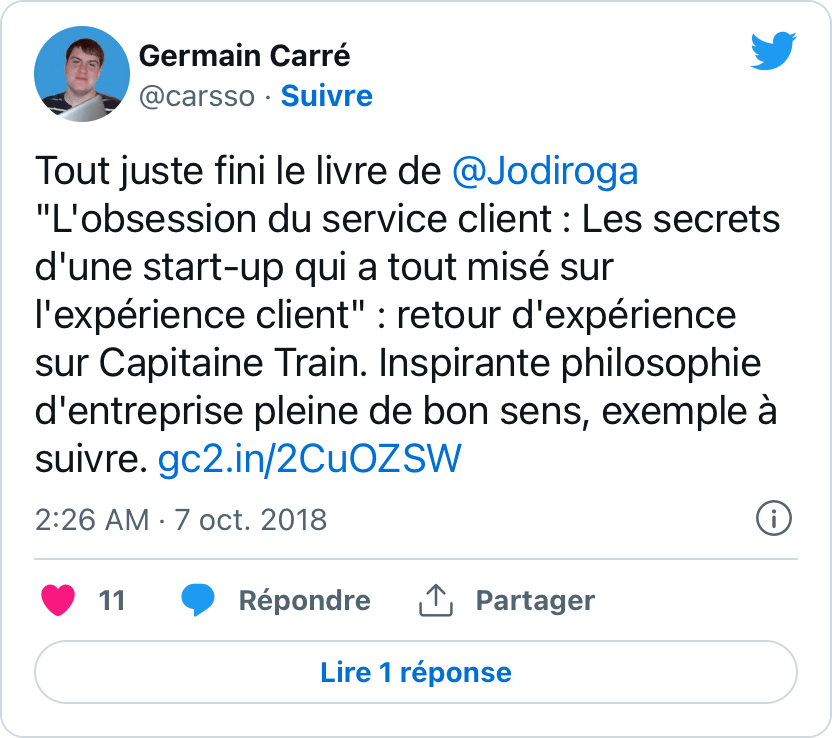 Germain Carré
@carsso · Suivre
Tout juste fini le livre de @Jodiroga
"L'obsession du service client : Les secrets
d'une start-up qui a tout misé sur
l'expérience client" : retour d'expérience
sur Capitaine Train. Inspirante philosophie
d'entreprise pleine de bon sens, exemple à
suivre. gc2.in/2CuOZSW
2:26 AM · 7 oct. 2018
11 Répondre Partager
Lire 1 réponse